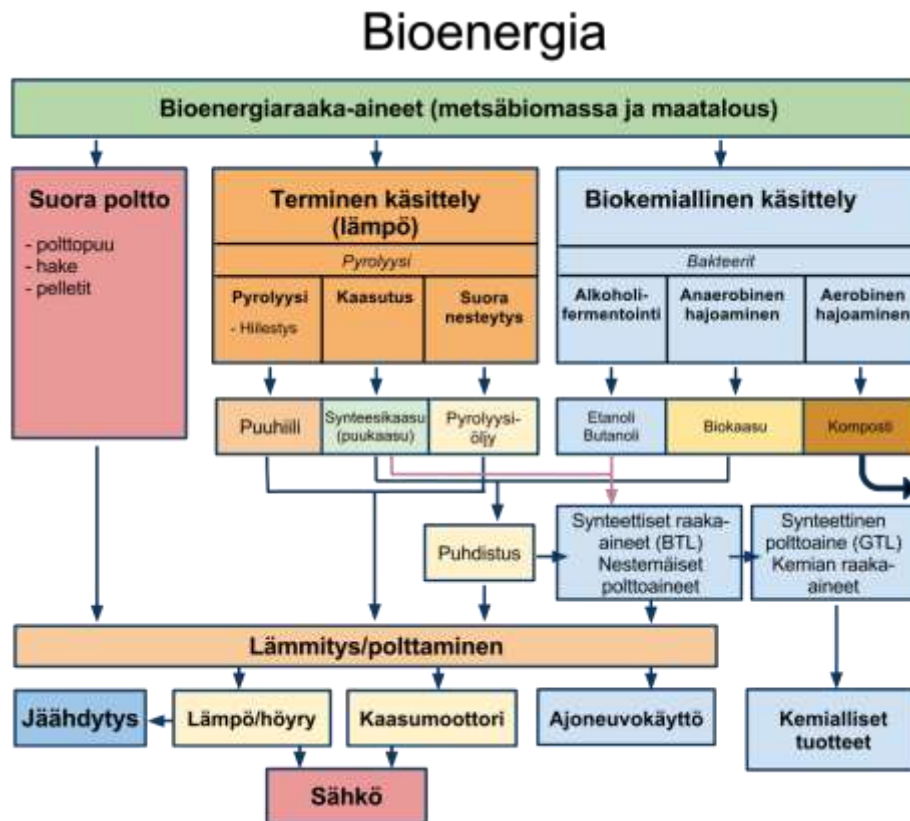 Bioenergia
Bioenergiaraaka-aineet (metsäbiomassa ja maatalous)
Suora poltto
- polttopuu
- hake
- pelletit
Terminen käsittely
(lämpö)
Pyrolyysi
Pyrolyysi
- Hiilestys
Kaasutus
Suora
nesteytys
Biokemiallinen käsittely
Bakteerit
Alkoholi-
fermentointi
Anaerobinen
hajoaminen
Aerobinen
hajoaminen
Puuhiili
Synteesikaasu
(puukaasu)
Pyrolyysi-
öljy
Etanoli
Butanoli
Biokaasu
Komposti
Puhdistus
Synteettiset raaka-
aineet (BTL)
Nestemäiset
polttoaineet
Synteettinen
polttoaine (GTL)
Kemian raaka-
aineet
Lämmitys/polttaminen
Jäähdytys
Lämpö/höyry
Kaasumoottori
Ajoneuvokäyttö
Kemialliset
tuotteet
Sähkö